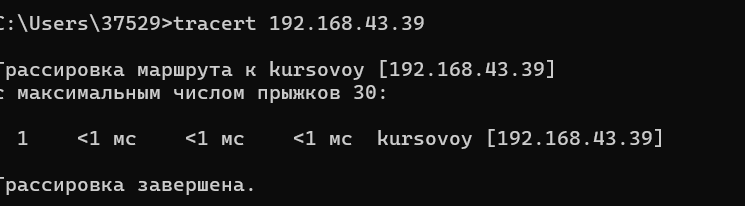 C:\Users\37529>tracert 192.168.43.39
Трассировка маршрута к kursovoy [192.168.43.39]
с максимальным числом прыжков 30:
1 <1 мс <1 мс <1 мс kursovoy [192.168.43.39]
Трассировка завершена.